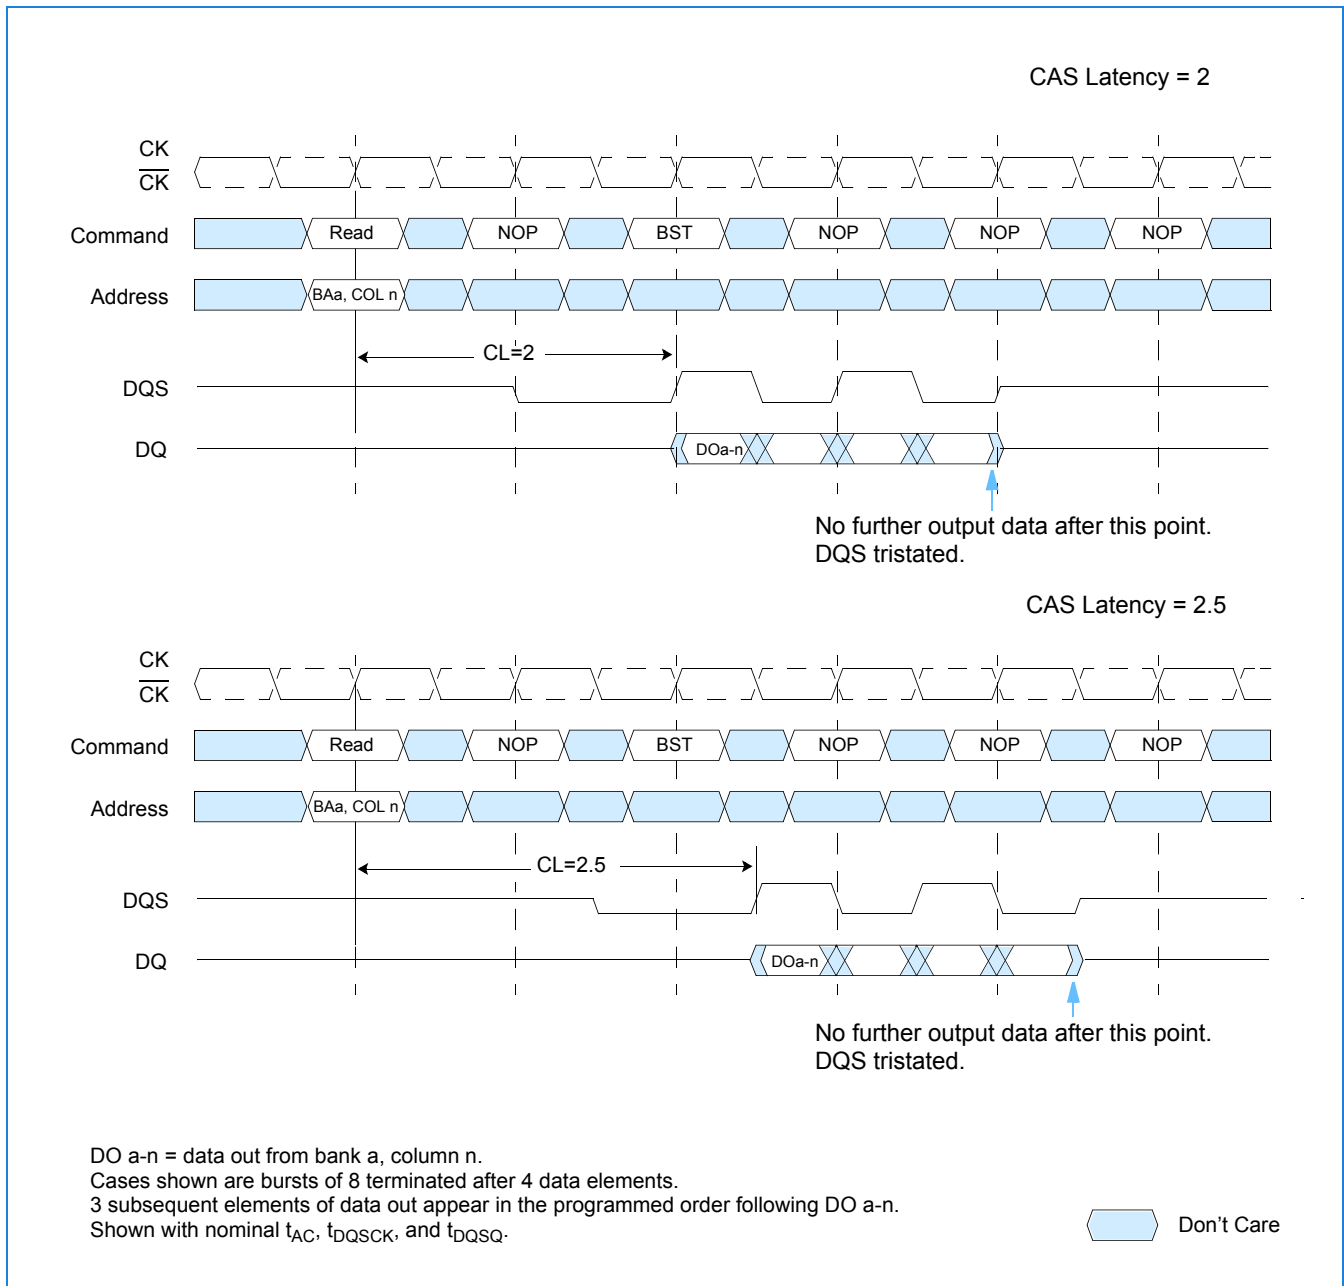 CAS Latency = 2
CK
CK
Command Read NOP BST NOP NOP NOP
Address BAa, COL n
CL=2
DQS
DQ DOa-n
No further output data after this point.
DQS tristated.
CAS Latency = 2.5
CK
CK
Command Read NOP BST NOP NOP NOP
Address BAa, COL n
CL=2.5
DQS
DQ DOa-n
No further output data after this point.
DQS tristated.
DO a-n = data out from bank a, column n.
Cases shown are bursts of 8 terminated after 4 data elements.
3 subsequent elements of data out appear in the programmed order following DO a-n.
Shown with nominal tAC, tDQSCK, and tDQSQ.
Don't Care